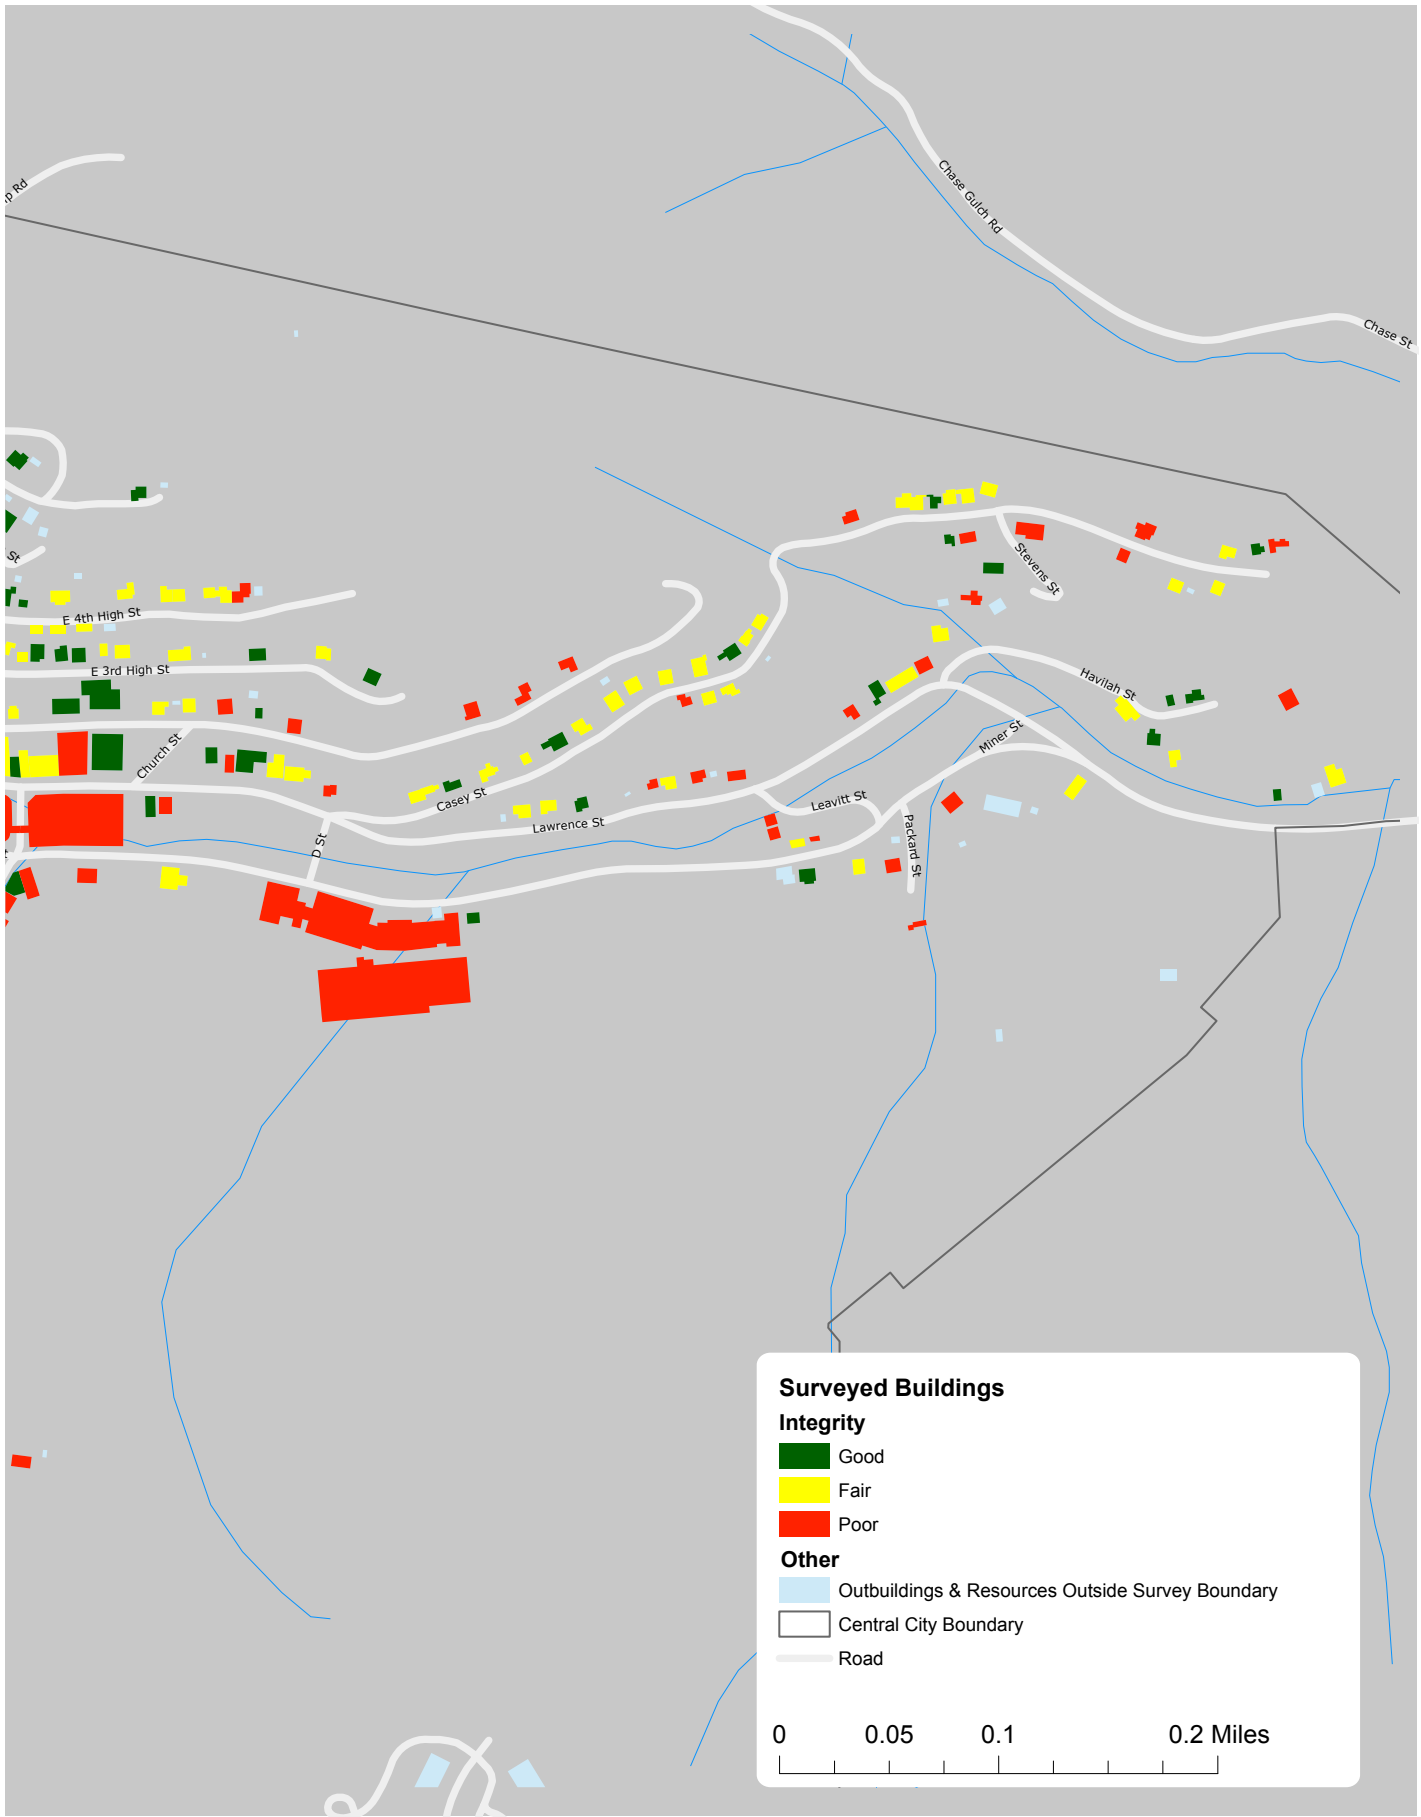 Chase Gulch Rd
Chase St
St
Stevens St
E 4th High St
E 3rd High St
Havilah St
Church St
Miner St
Casey St
Leavitt St
Lawrence St
D St
Packard St
Surveyed Buildings
Integrity
Good
Fair
Poor
Other
Outbuildings & Resources Outside Survey Boundary
Central City Boundary
Road
0 0.05 0.1 0.2 Miles